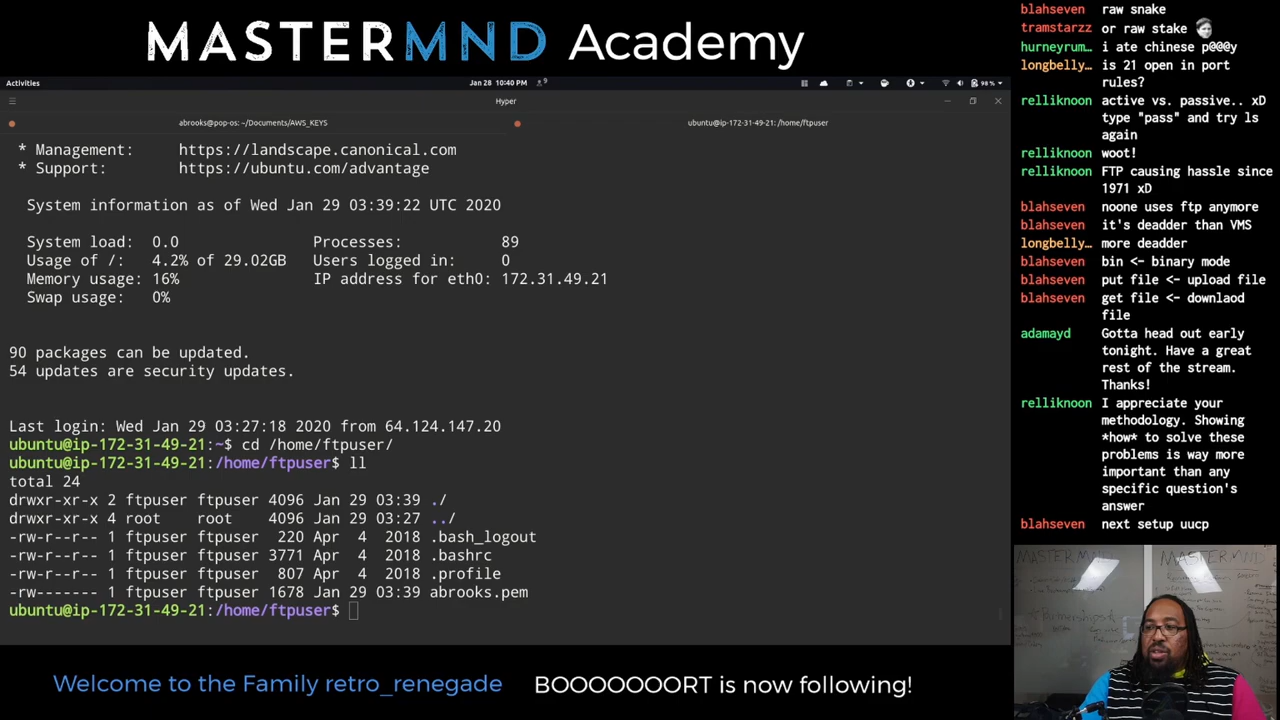 MASTERMND Academy
Activities
Jan 28 10:40 PM
98 %
Hyper
abrooks@pop-os: ~/Documents/AWS_KEYS
ubuntu@ip-172-31-49-21: /home/ftpuser
* Management: https://landscape.canonical.com
* Support: https://ubuntu.com/advantage
System information as of Wed Jan 29 03:39:22 UTC 2020
System load: 0.0 Processes: 89
Usage of /: 4.2% of 29.02GB Users logged in: 0
Memory usage: 16% IP address for eth0: 172.31.49.21
Swap usage: 0%
90 packages can be updated.
54 updates are security updates.
Last login: Wed Jan 29 03:27:18 2020 from 64.124.147.20
ubuntu@ip-172-31-49-21:~$ cd /home/ftpuser/
ubuntu@ip-172-31-49-21:/home/ftpuser$ ll
total 24
drwxr-xr-x 2 ftpuser ftpuser 4096 Jan 29 03:39 ./
drwxr-xr-x 4 root root 4096 Jan 29 03:27 ../
-rw-r--r-- 1 ftpuser ftpuser 220 Apr 4 2018 .bash_logout
-rw-r--r-- 1 ftpuser ftpuser 3771 Apr 4 2018 .bashrc
-rw-r--r-- 1 ftpuser ftpuser 807 Apr 4 2018 .profile
-rw------- 1 ftpuser ftpuser 1678 Jan 29 03:39 abrooks.pem
ubuntu@ip-172-31-49-21:/home/ftpuser$
Welcome to the Family retro_renegade
BOOOOOOORT is now following!
blahseven raw snake
tramstarzz or raw stake
hurneyrum... i ate chinese p@@@y
longbelly... is 21 open in port
rules?
relliknoon active vs. passive.. xD
type "pass" and try ls
again
relliknoon woot!
relliknoon FTP causing hassle since
1971 xD
blahseven noone uses ftp anymore
blahseven it's deadder than VMS
longbelly... more deadder
blahseven bin <- binary mode
blahseven put file <- upload file
blahseven get file <- downlaod
file
adamayd Gotta head out early
tonight. Have a great
rest of the stream.
Thanks!
relliknoon I appreciate your
methodology. Showing
*how* to solve these
problems is way more
important than any
specific question's
answer
blahseven next setup uucp
MASTERMND